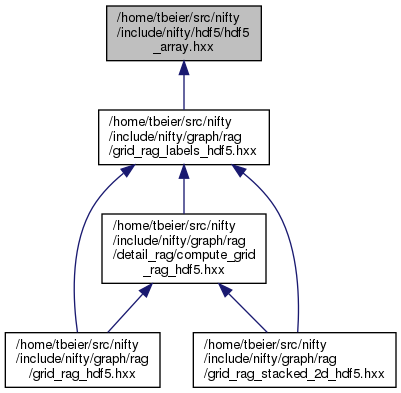 /home/tbeier/src/nifty
/include/nifty/hdf5/hdf5
_array.hxx
/home/tbeier/src/nifty
/include/nifty/graph/rag
/grid_rag_labels_hdf5.hxx
/home/tbeier/src/nifty
/include/nifty/graph/rag
/detail_rag/compute_grid
_rag_hdf5.hxx
/home/tbeier/src/nifty
/include/nifty/graph/rag
/grid_rag_hdf5.hxx
/home/tbeier/src/nifty
/include/nifty/graph/rag
/grid_rag_stacked_2d_hdf5.hxx